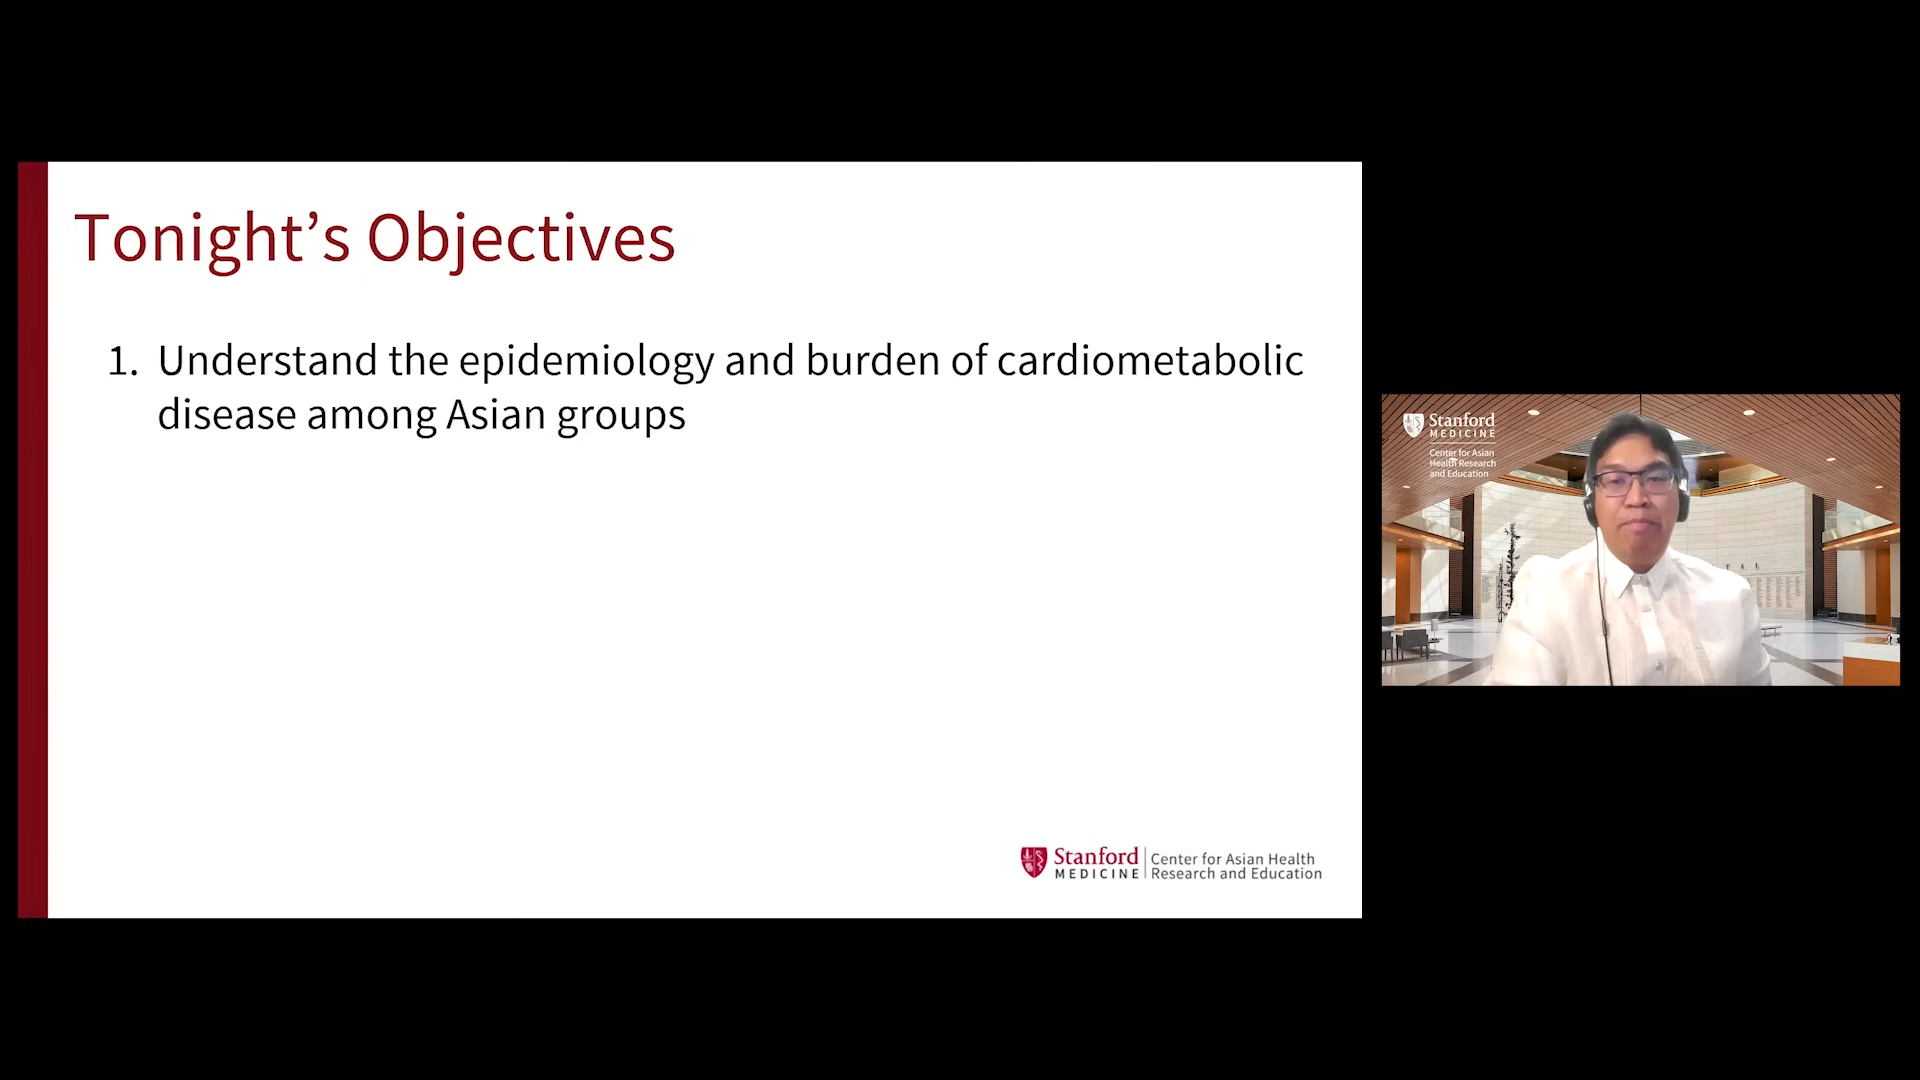 Tonight’s Objectives
1. Understand the epidemiology and burden of cardiometabolic
disease among Asian groups
Stanford
MEDICINE
Center for Asian Health
Research and Education
Stanford
MEDICINE
Center for Asian
Health Research
and Education